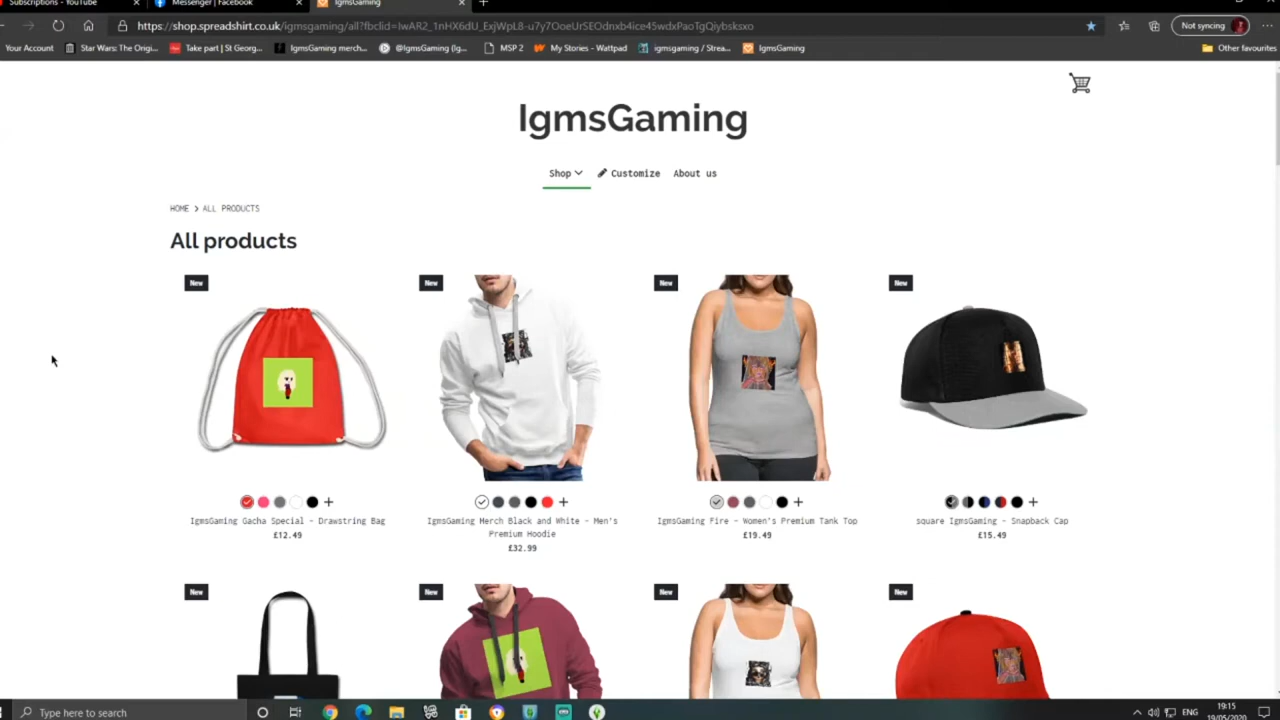 Subscriptions - YouTube
Messenger | Facebook
IgmsGaming
https://shop.spreadshirt.co.uk/igmsgaming/all?fbclid=IwAR2_1nHX6dU_ExjWpL8-u7y7OoeUrSEOdnxb4ice45wdxPaoTgQiybsksxo
Not syncing
Your Account
Star Wars: The Origi...
Take part | St Georg...
IgmsGaming merch...
@IgmsGaming (Ig...
MSP 2
My Stories - Wattpad
igmsgaming / Strea...
IgmsGaming
Other favourites
IgmsGaming
Shop
Customize
About us
HOME > ALL PRODUCTS
All products
New
New
New
New
IgmsGaming Gacha Special - Drawstring Bag
£12.49
IgmsGaming Merch Black and White - Men's
Premium Hoodie
£32.99
IgmsGaming Fire - Women's Premium Tank Top
£19.49
square IgmsGaming - Snapback Cap
£15.49
New
New
New
New
Type here to search
ENG
19:15
19/05/2020